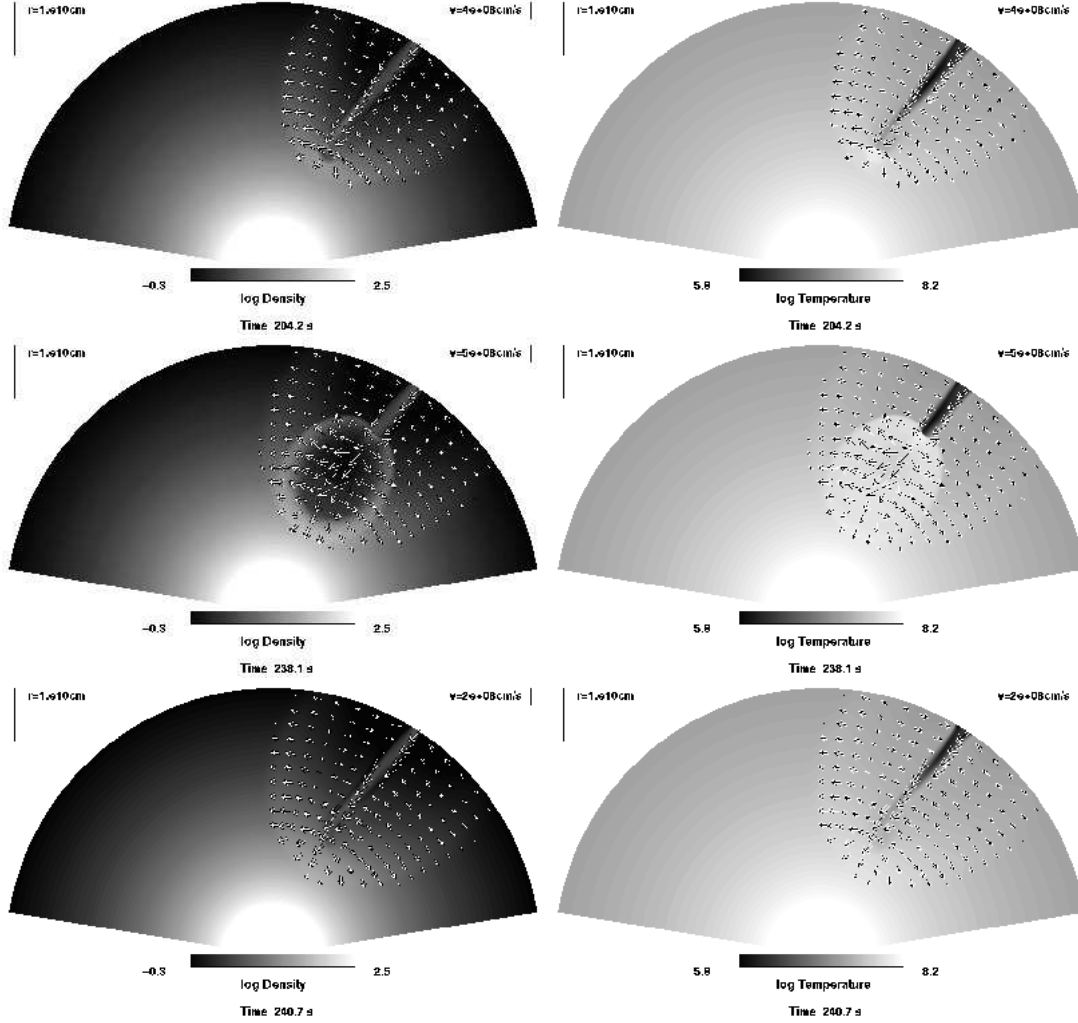 r=1.e10cm v=4e+08cm/s r=1.e10cm v=4e+08cm/s
-0.3 2.5 5.8 8.2
log Density log Temperature
Time 204.2 s Time 204.2 s
r=1.e10cm v=5e+08cm/s r=1.e10cm v=5e+08cm/s
-0.3 2.5 5.8 8.2
log Density log Temperature
Time 238.1 s Time 238.1 s
r=1.e10cm v=2e+08cm/s r=1.e10cm v=2e+08cm/s
-0.3 2.5 5.8 8.2
log Density log Temperature
Time 240.7 s Time 240.7 s